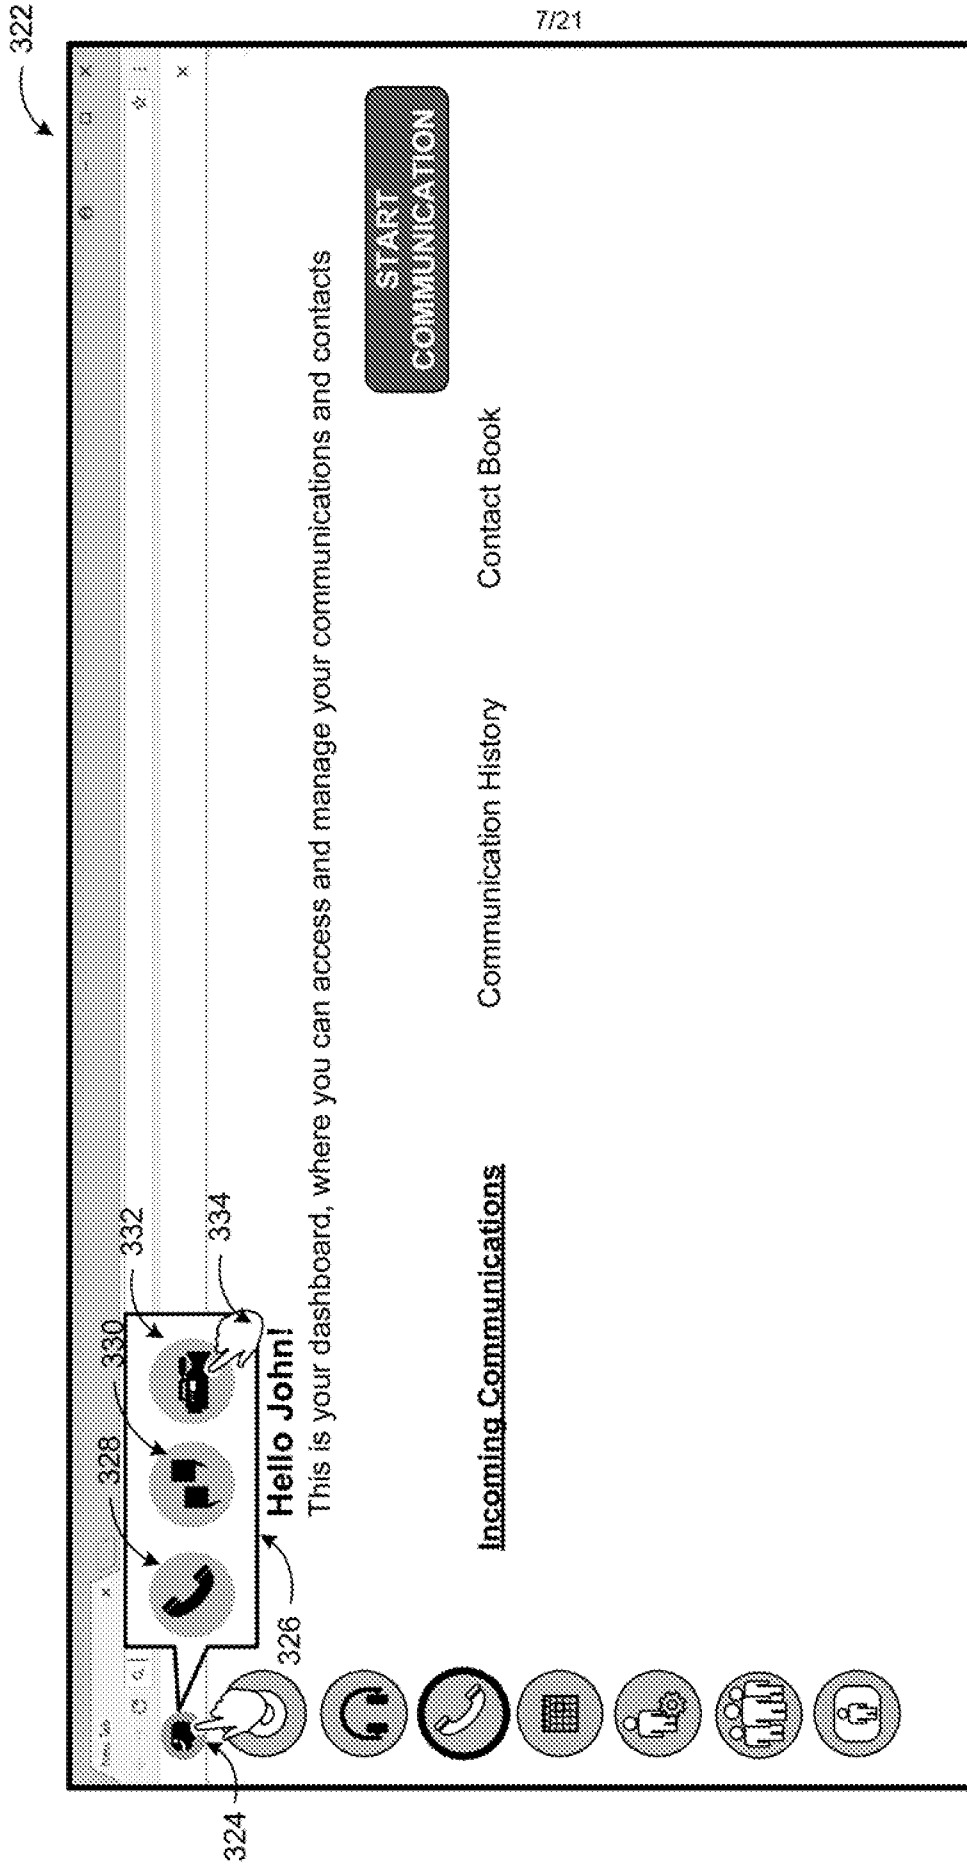 7/21
322
332
330
328
334
324
326
Hello John!
This is your dashboard, where you can access and manage your communications and contacts
START
COMMUNICATION
Incoming Communications Communication History Contact Book